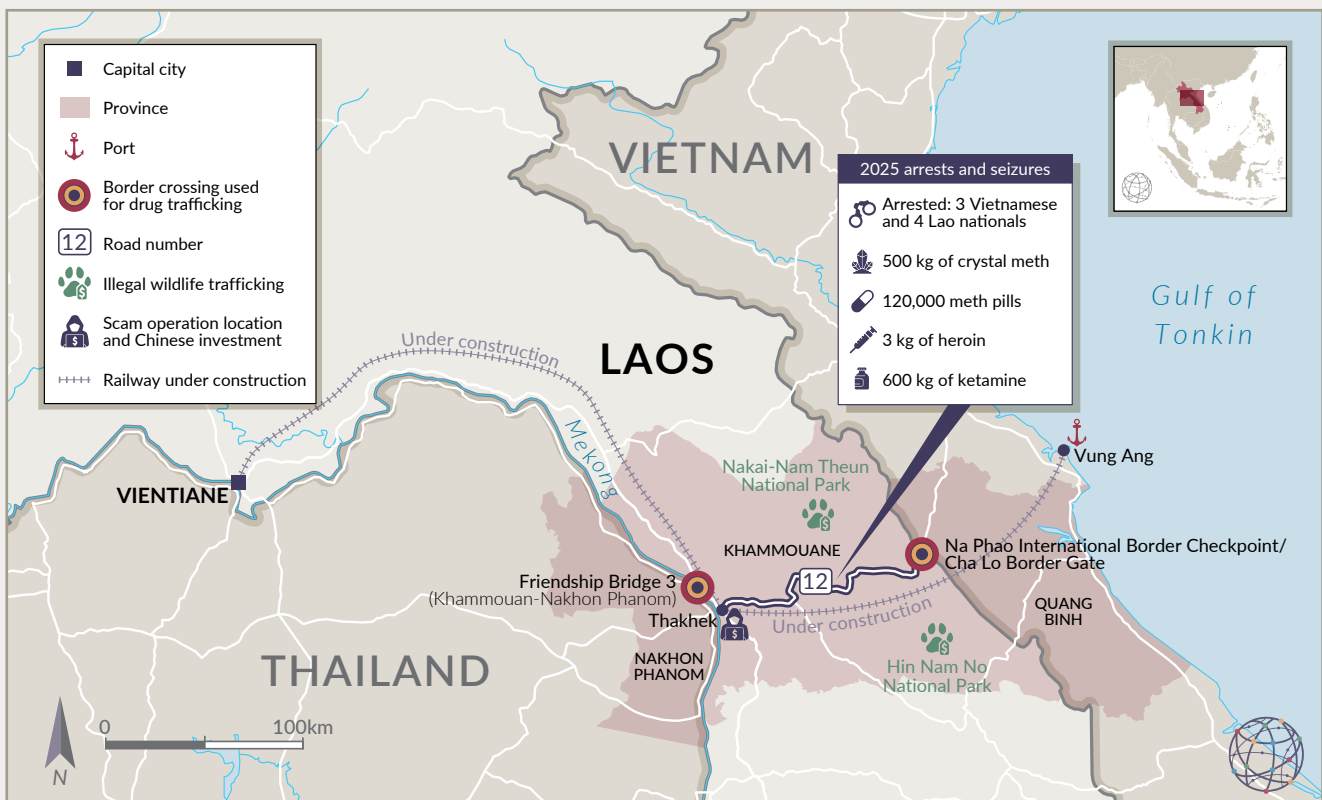 Capital city
Province
Port
Border crossing used
for drug trafficking
12
Road number
Illegal wildlife trafficking
Scam operation location
and Chinese investment
Railway under construction
VIETNAM
2025 arrests and seizures
Arrested: 3 Vietnamese
and 4 Lao nationals
500 kg of crystal meth
120,000 meth pills
3 kg of heroin
600 kg of ketamine
Gulf of
Tonkin
Under construction
LAOS
Mekong
VIENTIANE
Nakai-Nam Theun
National Park
Vung Ang
KHAMMOUANE
Na Phao International Border Checkpoint/
Cha Lo Border Gate
12
Friendship Bridge 3
(Khammouan-Nakhon Phanom)
Thakhek
Under construction
QUANG
BINH
NAKHON
PHANOM
Hin Nam No
National Park
THAILAND
0
100km
N